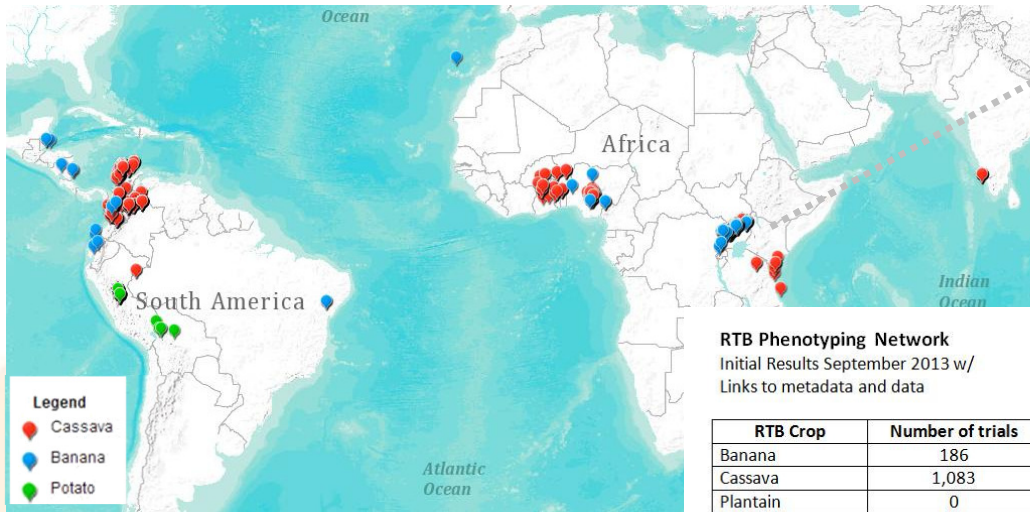 Ocean
Africa
South America
Indian
Ocean
Atlantic
Ocean
Legend
Cassava
Banana
Potato
RTB Phenotyping Network
Initial Results September 2013 w/
Links to metadata and data
RTB Crop Number of trials
Banana 186
Cassava 1,083
Plantain 0